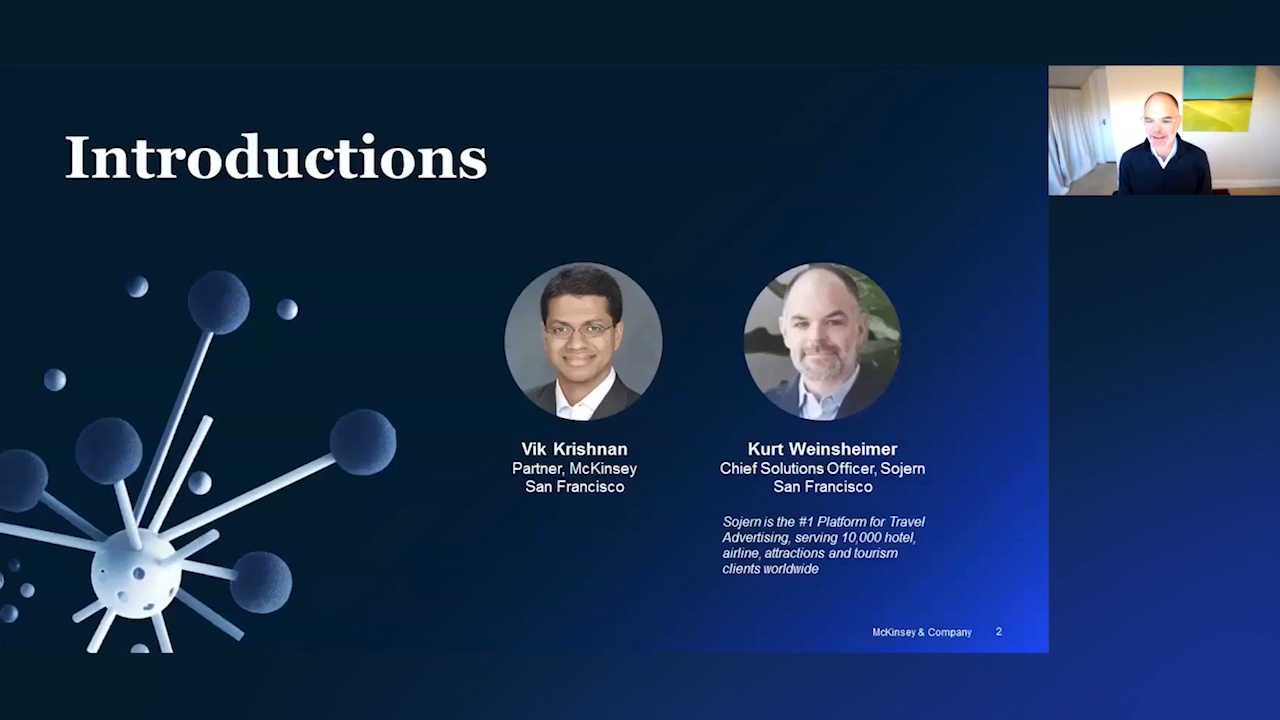 Introductions
Vik Krishnan
Partner, McKinsey
San Francisco
Kurt Weinsheimer
Chief Solutions Officer, Sojern
San Francisco
Sojern is the #1 Platform for Travel
Advertising, serving 10,000 hotel,
airline, attractions and tourism
clients worldwide
McKinsey & Company 2